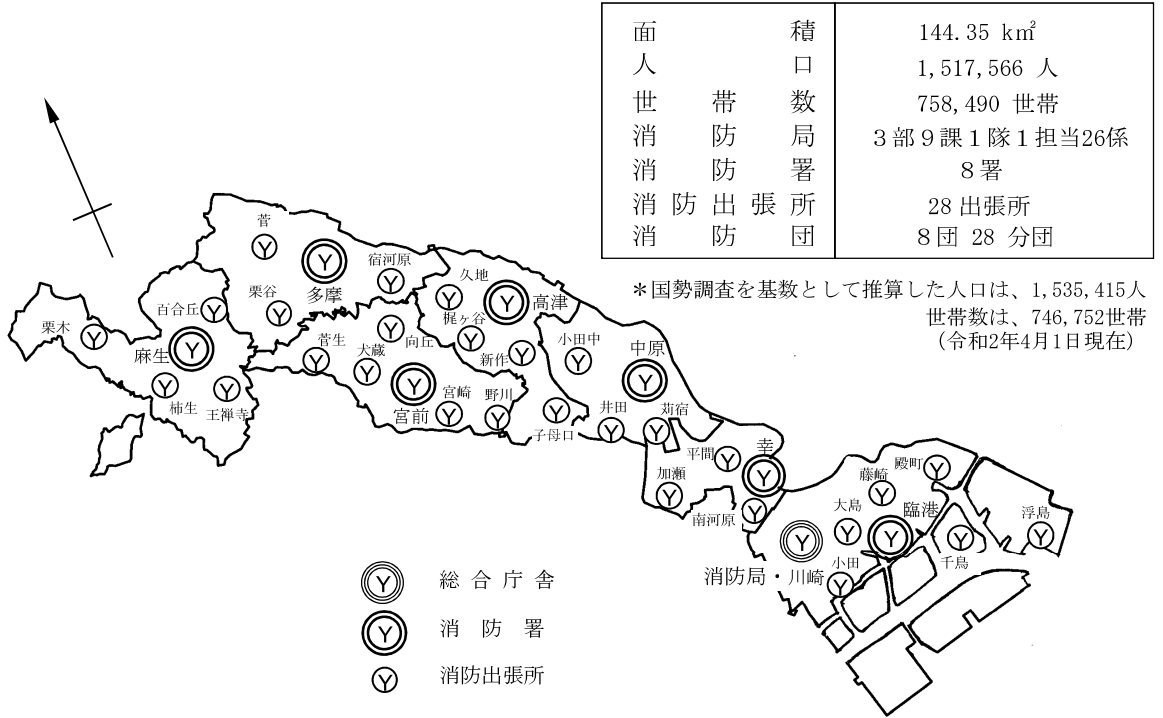 面積 144.35 k㎡
人口 1,517,566 人
世帯数 758,490 世帯
消防局 3部9課1隊1担当26係
消防署 8署
消防出張所 28出張所
消防団 8団 28 分団
＊国勢調査を基数として推算した人口は、1,535,415人
世帯数は、746,752世帯
(令和2年4月1日現在)
菅
宿河原
多摩
栗谷
百合丘
栗木
麻生
柿生
王禅寺
久地
高津
梶ヶ谷
新作
向丘
菅生
犬蔵
宮前
宮崎
野川
子母口
小田中
中原
井田
苅宿
平間
幸
加瀬
南河原
殿町
藤崎
大島
臨港
浮島
千鳥
小田
消防局・川崎
総合庁舎
消防署
消防出張所